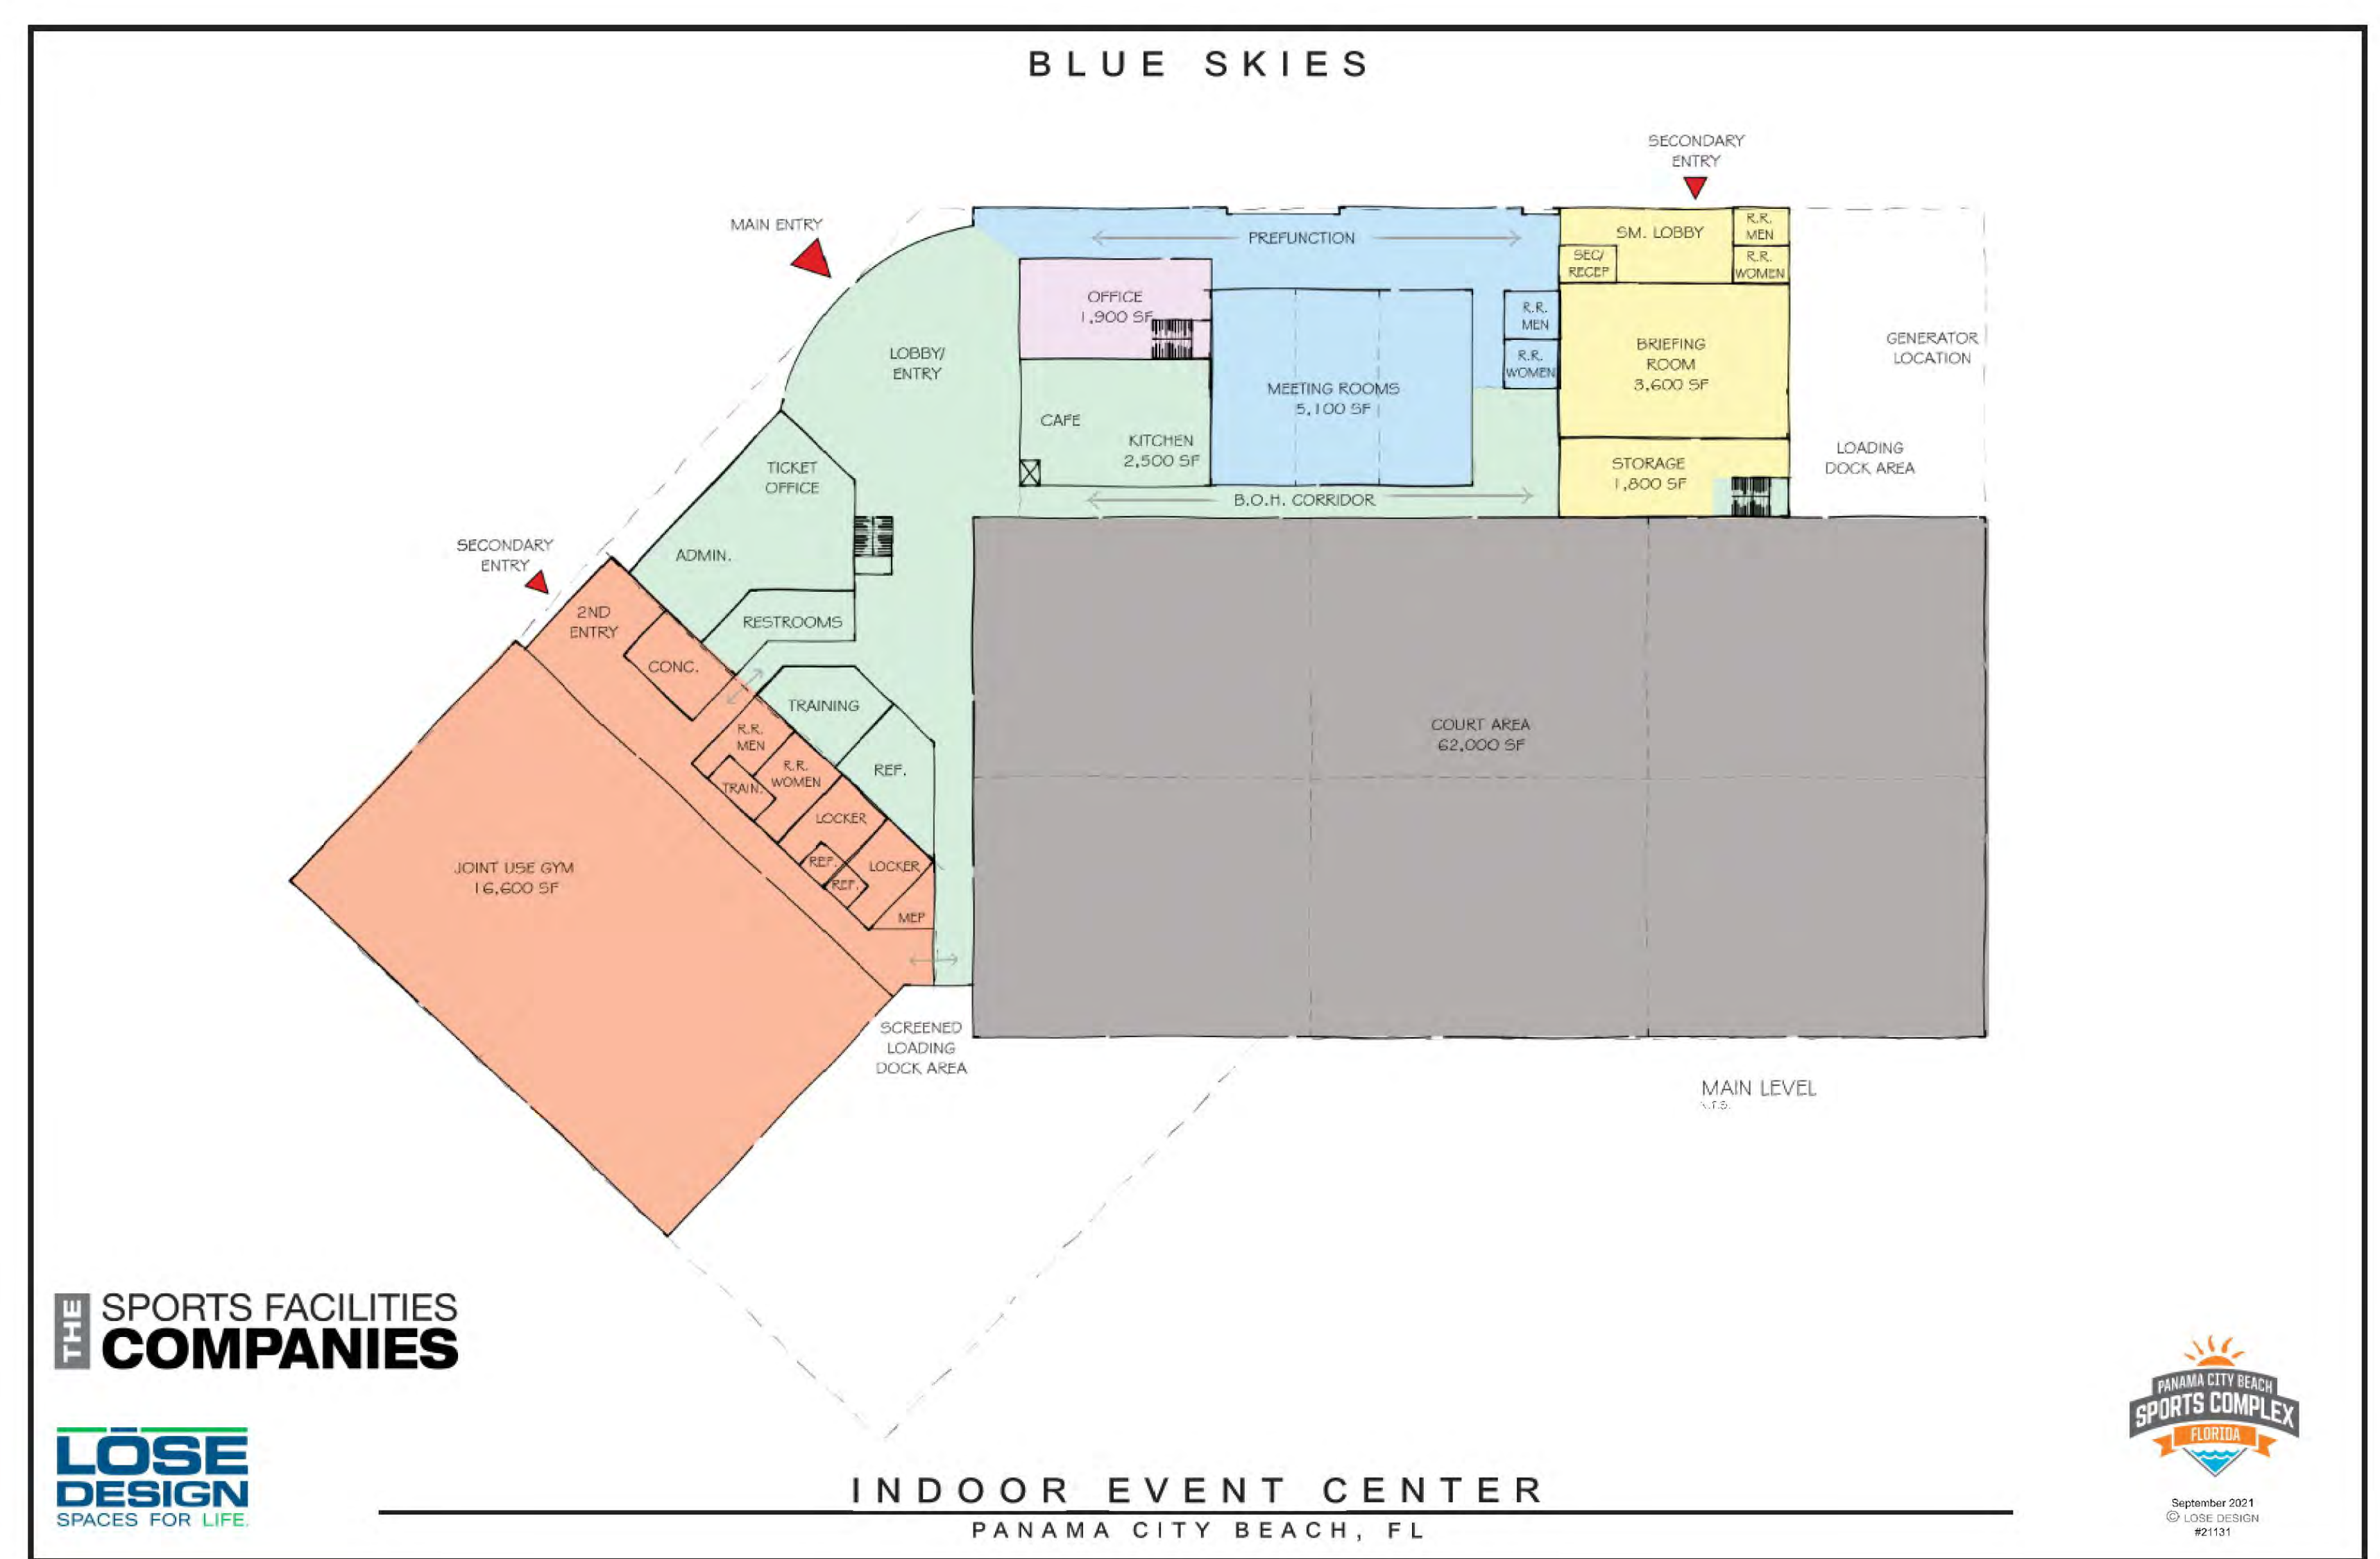 BLUE SKIES
SECONDARY
ENTRY
MAIN ENTRY
PREFUNCTION
SM. LOBBY
R.R.
MEN
SEC/
RECEP
R.R.
WOMEN
OFFICE
1,900 SF
R.R.
MEN
R.R.
WOMEN
BRIEFING
ROOM
3,600 SF
GENERATOR
LOCATION
LOBBY/
ENTRY
MEETING ROOMS
5,100 SF
CAFE
KITCHEN
2,500 SF
LOADING
DOCK AREA
STORAGE
1,800 SF
B.O.H. CORRIDOR
TICKET
OFFICE
ADMIN.
SECONDARY
ENTRY
2ND
ENTRY
RESTROOMS
CONC.
TRAINING
R.R.
MEN
R.R.
WOMEN
TRAIN.
REF.
LOCKER
REF.
LOCKER
REF.
MEP
COURT AREA
62,000 SF
JOINT USE GYM
16,600 SF
SCREENED
LOADING
DOCK AREA
MAIN LEVEL
THE
SPORTS FACILITIES
COMPANIES
LOSE
DESIGN
SPACES FOR LIFE.
PANAMA CITY BEACH
SPORTS COMPLEX
FLORIDA
September 2021
© LOSE DESIGN
#21131
INDOOR EVENT CENTER
PANAMA CITY BEACH, FL